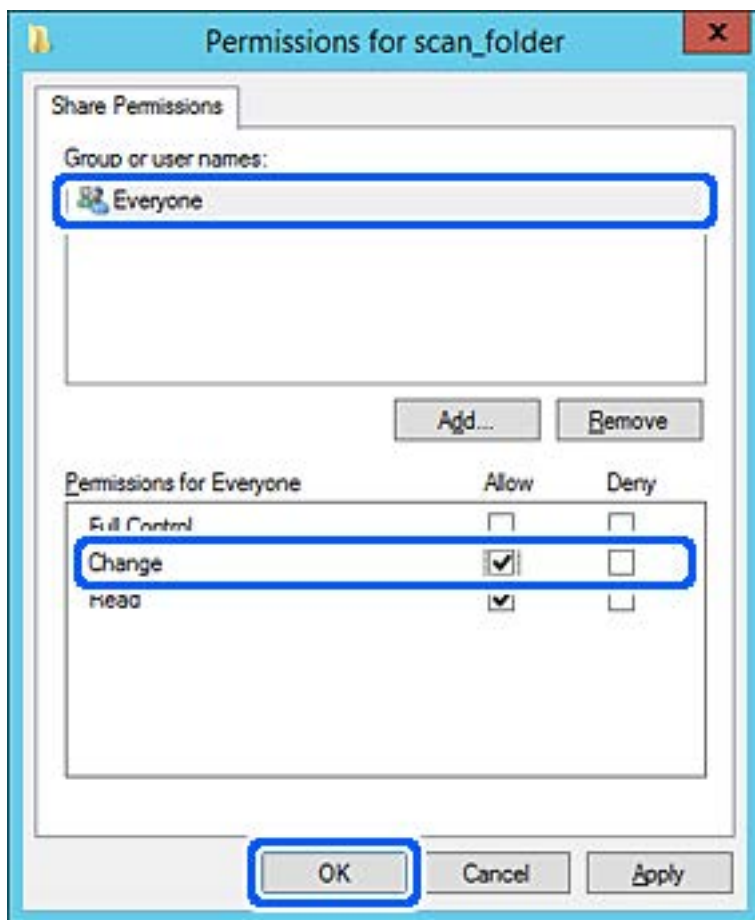 Permissions for scan_folder
x
Share Permissions
Group or user names:
Everyone
Add... Remove
Permissions for Everyone Allow Deny
Full Control
Change
Read
OK Cancel Apply